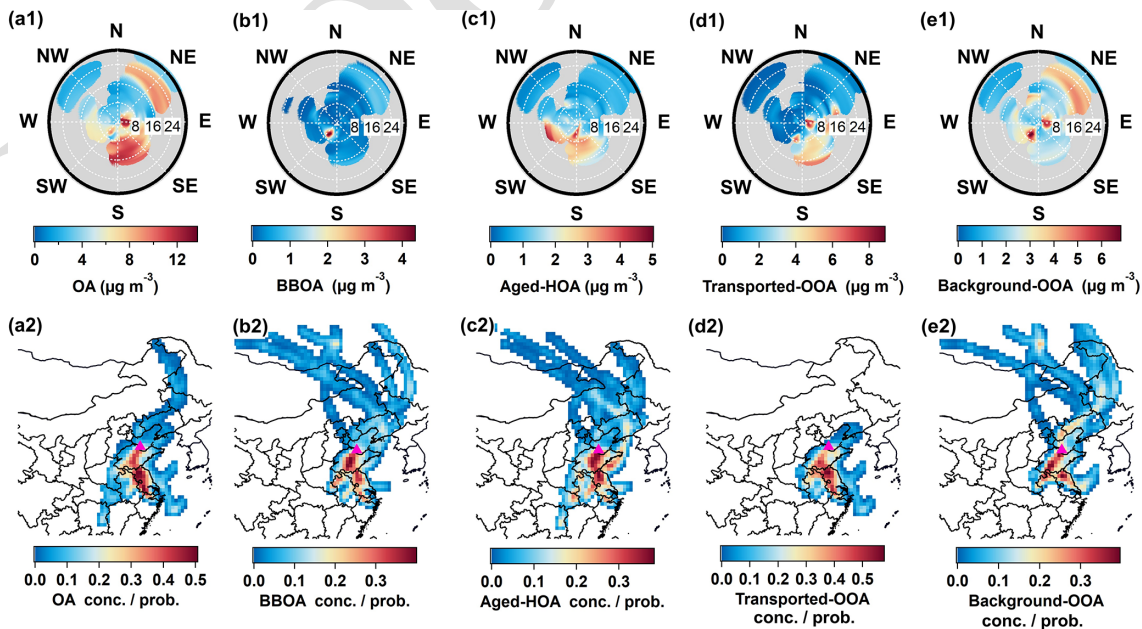 (a1) (b1) (c1) (d1) (e1)
N N N N N
NW NE NW NE NW NE NW NE NW NE
W 8 16 24 E W 8 16 24 E W 8 16 24 E W 8 16 24 E W 8 16 24 E
SW SE SW SE SW SE SW SE SW SE
S S S S S
0 4 8 12 0 1 2 3 4 0 1 2 3 4 5 0 2 4 6 8 0 1 2 3 4 5 6
OA (μg m⁻³) BBOA (μg m⁻³) Aged-HOA (μg m⁻³) Transported-OOA (μg m⁻³) Background-OOA (μg m⁻³)
(a2) (b2) (c2) (d2) (e2)
0.0 0.1 0.2 0.3 0.4 0.5 0.0 0.1 0.2 0.3 0.0 0.1 0.2 0.3 0.0 0.1 0.2 0.3 0.4 0.5 0.0 0.1 0.2 0.3
OA conc. / prob. BBOA conc. / prob. Aged-HOA conc. / prob. Transported-OOA Background-OOA
conc. / prob. conc. / prob.